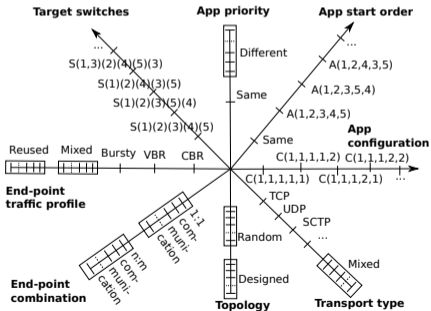 Target switches
App priority
App start order
...
...
Different
S(1,3)(2)(4)(5)(3)
A(1,2,4,3,5)
S(1)(2)(4)(3)(5)
Same
A(1,2,3,5,4)
S(1)(2)(3)(5)(4)
A(1,2,3,4,5)
S(1)(2)(3)(4)(5)
Same
App
configuration
Reused
Mixed
Bursty
VBR
CBR
C(1,1,1,1,2)
C(1,1,1,2,2)
C(1,1,1,1,1)
C(1,1,1,2,1)
...
End-point
traffic profile
TCP
UDP
SCTP
...
1:1
com-
muni-
cation
Random
n:m
com-
muni-
cation
Mixed
Designed
End-point
combination
Topology
Transport type